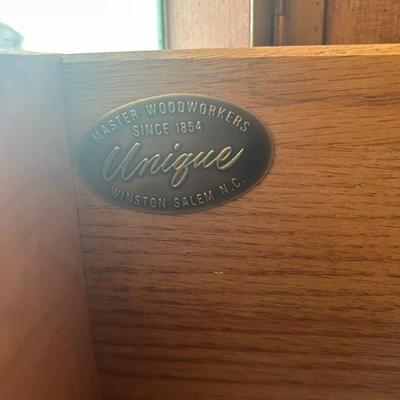 MASTER WOODWORKERS
SINCE 1854
Unique
WINSTON SALEM N.C.